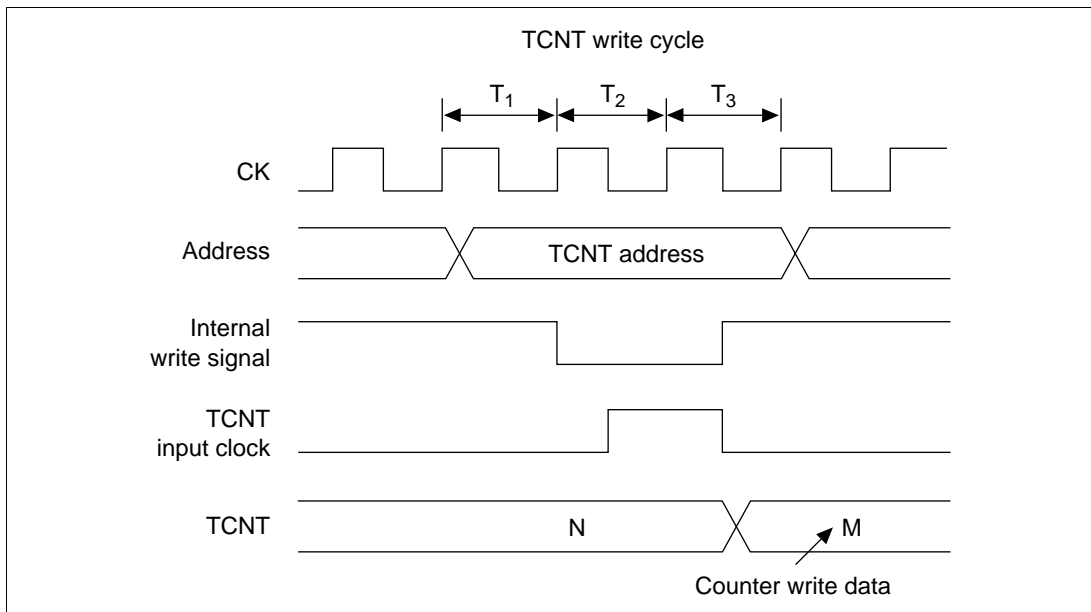 TCNT write cycle
T1 T2 T3
CK
Address
TCNT address
Internal
write signal
TCNT
input clock
TCNT
N
M
Counter write data